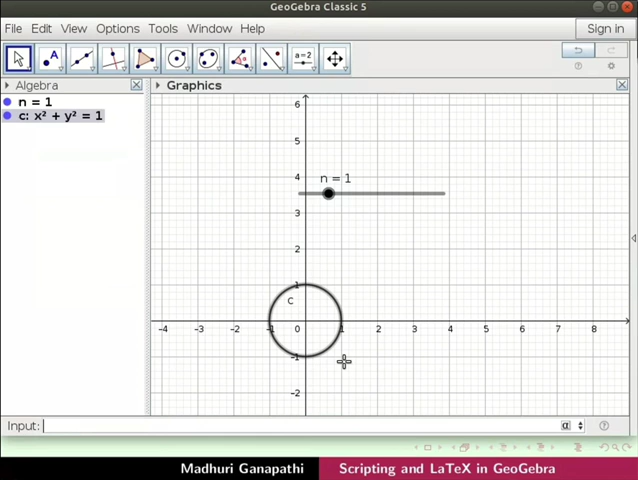 GeoGebra Classic 5
File Edit View Options Tools Window Help
Sign in
A
a=2
Algebra
Graphics
n = 1
c: x² + y² = 1
6
5
4
3
2
1
-1
-2
n = 1
c
-4 -3 -2 -1 0 1 2 3 4 5 6 7 8
Input:
α
Madhuri Ganapathi
Scripting and LaTeX in GeoGebra